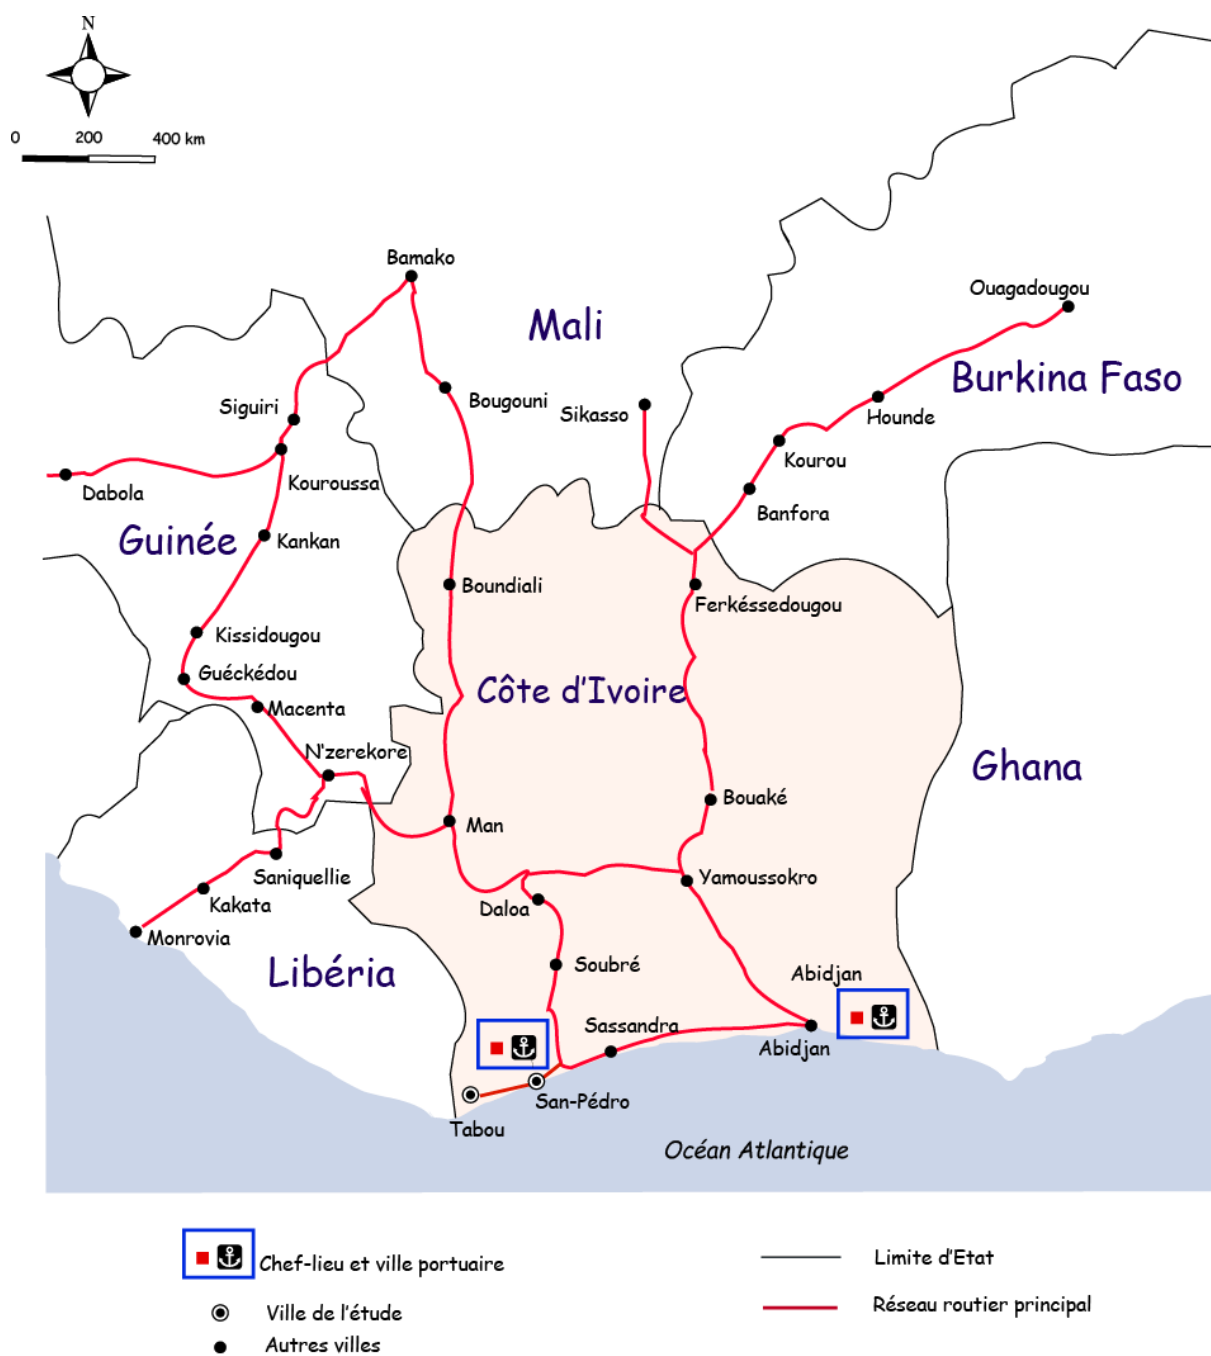 N
0 200 400 km
Bamako
Mali
Ouagadougou
Burkina Faso
Siguiri
Bougouni
Sikasso
Hounde
Kourou
Kouroussa
Dabola
Banfora
Guinée
Kankan
Boundiali
Ferkéssedougou
Kissidougou
Guéckédou
Côte d'Ivoire
Macenta
N'zerekore
Ghana
Bouaké
Man
Saniquellie
Yamoussokro
Kakata
Daloa
Monrovia
Libéria
Soubré
Abidjan
Sassandra
Abidjan
San-Pédro
Tabou
Océan Atlantique
Chef-lieu et ville portuaire
Limite d'Etat
Ville de l'étude
Réseau routier principal
Autres villes